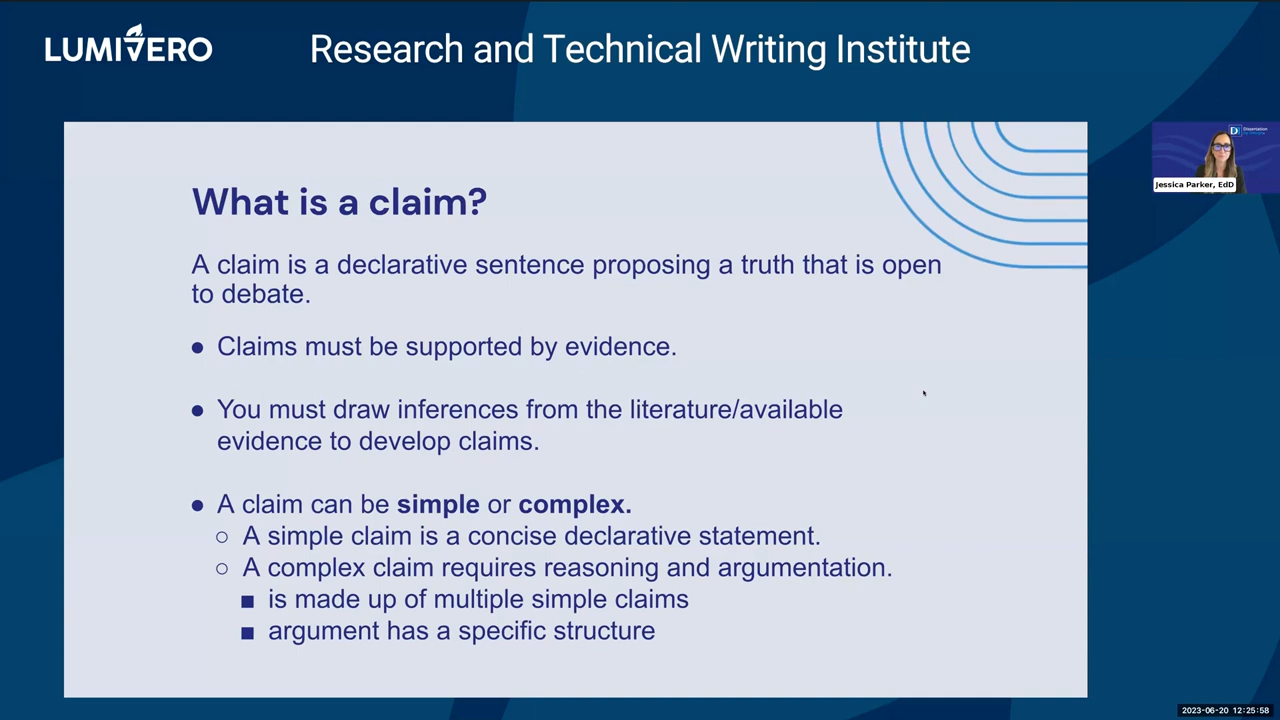 LUMIVERO
Research and Technical Writing Institute
What is a claim?
A claim is a declarative sentence proposing a truth that is open
to debate.
● Claims must be supported by evidence.
● You must draw inferences from the literature/available
evidence to develop claims.
● A claim can be simple or complex.
○ A simple claim is a concise declarative statement.
○ A complex claim requires reasoning and argumentation.
■ is made up of multiple simple claims
■ argument has a specific structure
D Dissertation
by Design
Jessica Parker, EdD
2023-06-20 12:25:58